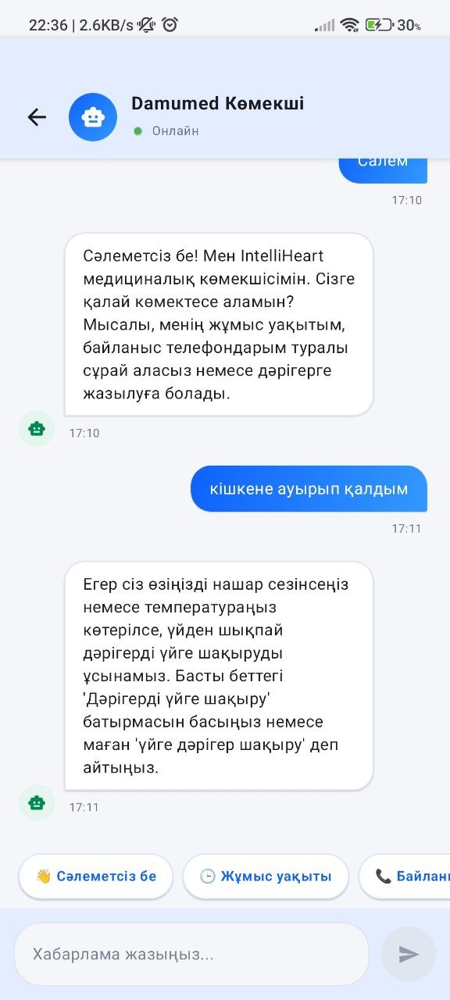 22:36 | 2.6KB/s
30%
Damumed Көмекші
Онлайн
Сәлем
17:10
Сәлеметсіз бе! Мен IntelliHeart
медициналық көмекшісімін. Сізге
қалай көмектесе аламын?
Мысалы, менің жұмыс уақытым,
байланыс телефондарым туралы
сұрай аласыз немесе дәрігерге
жазылуға болады.
17:10
кішкене ауырып қалдым
17:11
Егер сіз өзіңізді нашар сезінсеңіз
немесе температураңыз
көтерілсе, үйден шықпай
дәрігерді үйге шақыруды
ұсынамыз. Басты беттегі
'Дәрігерді үйге шақыру'
батырмасын басыңыз немесе
маған 'үйге дәрігер шақыру' деп
айтыңыз.
17:11
👋 Сәлеметсіз бе
🕒 Жұмыс уақыты
📞 Байлан
Хабарлама жазыңыз...